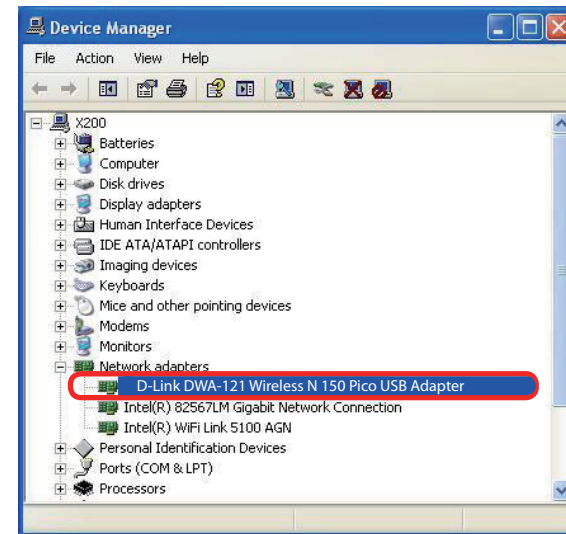 Device Manager
File Action View Help
X200
Batteries
Computer
Disk drives
Display adapters
Human Interface Devices
IDE ATA/ATAPI controllers
Imaging devices
Keyboards
Mice and other pointing devices
Modems
Monitors
Network adapters
D-Link DWA-121 Wireless N 150 Pico USB Adapter
Intel(R) 82567LM Gigabit Network Connection
Intel(R) WiFi Link 5100 AGN
Personal Identification Devices
Ports (COM & LPT)
Processors